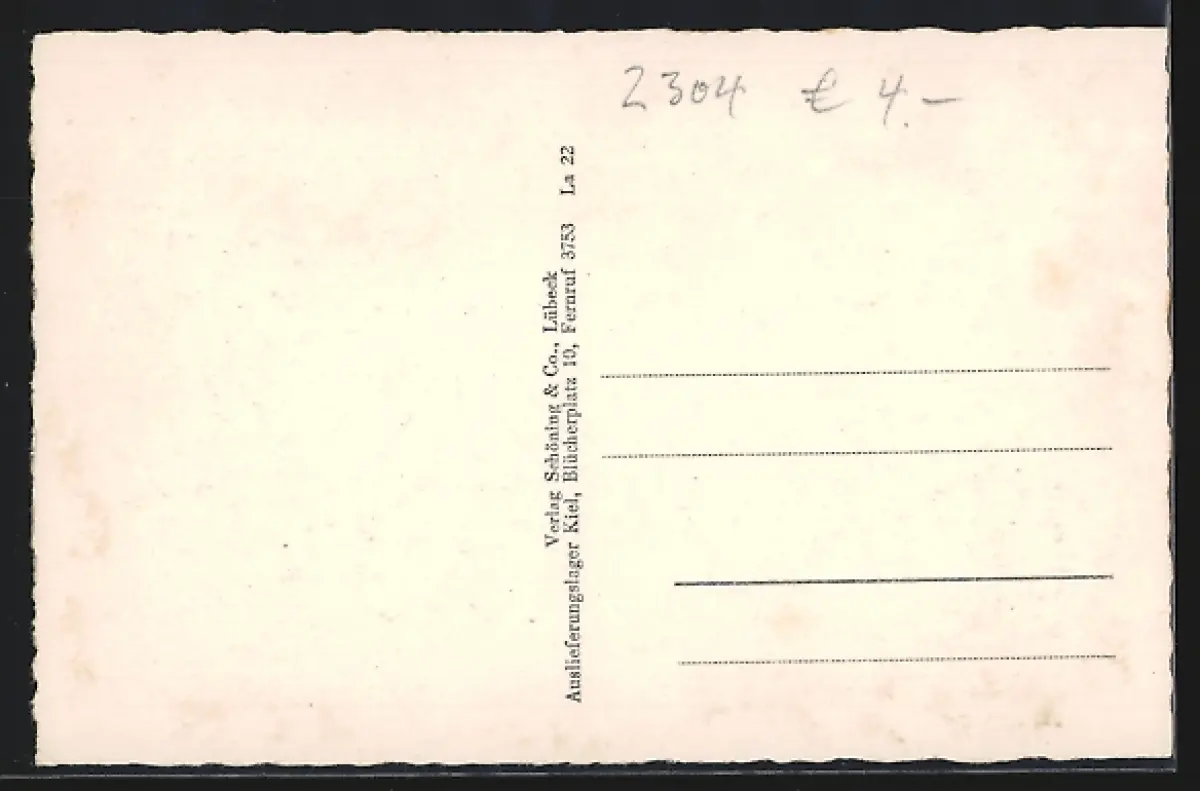 2304 € 4.–
Verlag Schöning & Co., Lübeck
Auslieferungslager Kiel, Blücherplatz 10, Fernruf 3753 La 22